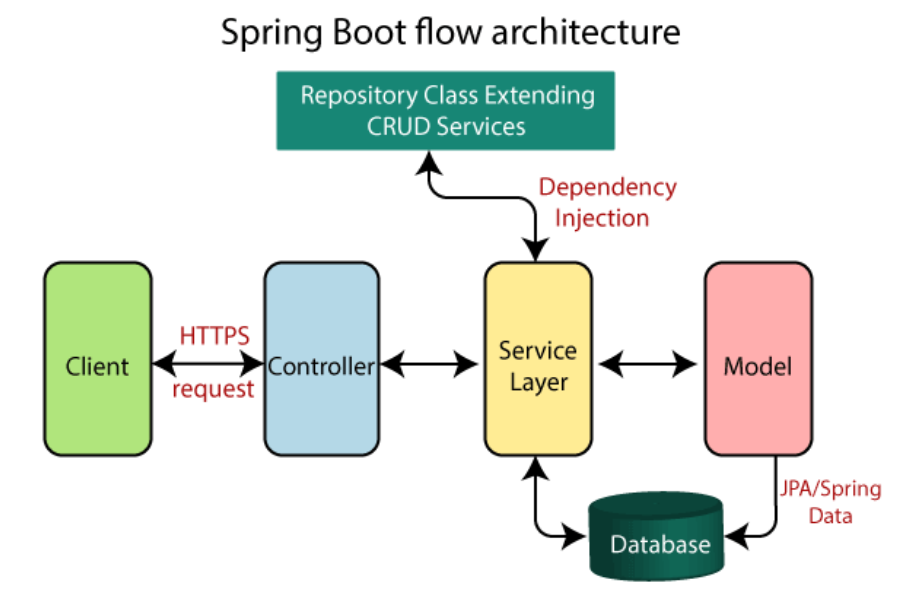 Spring Boot flow architecture
Repository Class Extending
CRUD Services
Dependency
Injection
Client
HTTPS
request
Controller
Service
Layer
Model
JPA/Spring
Data
Database